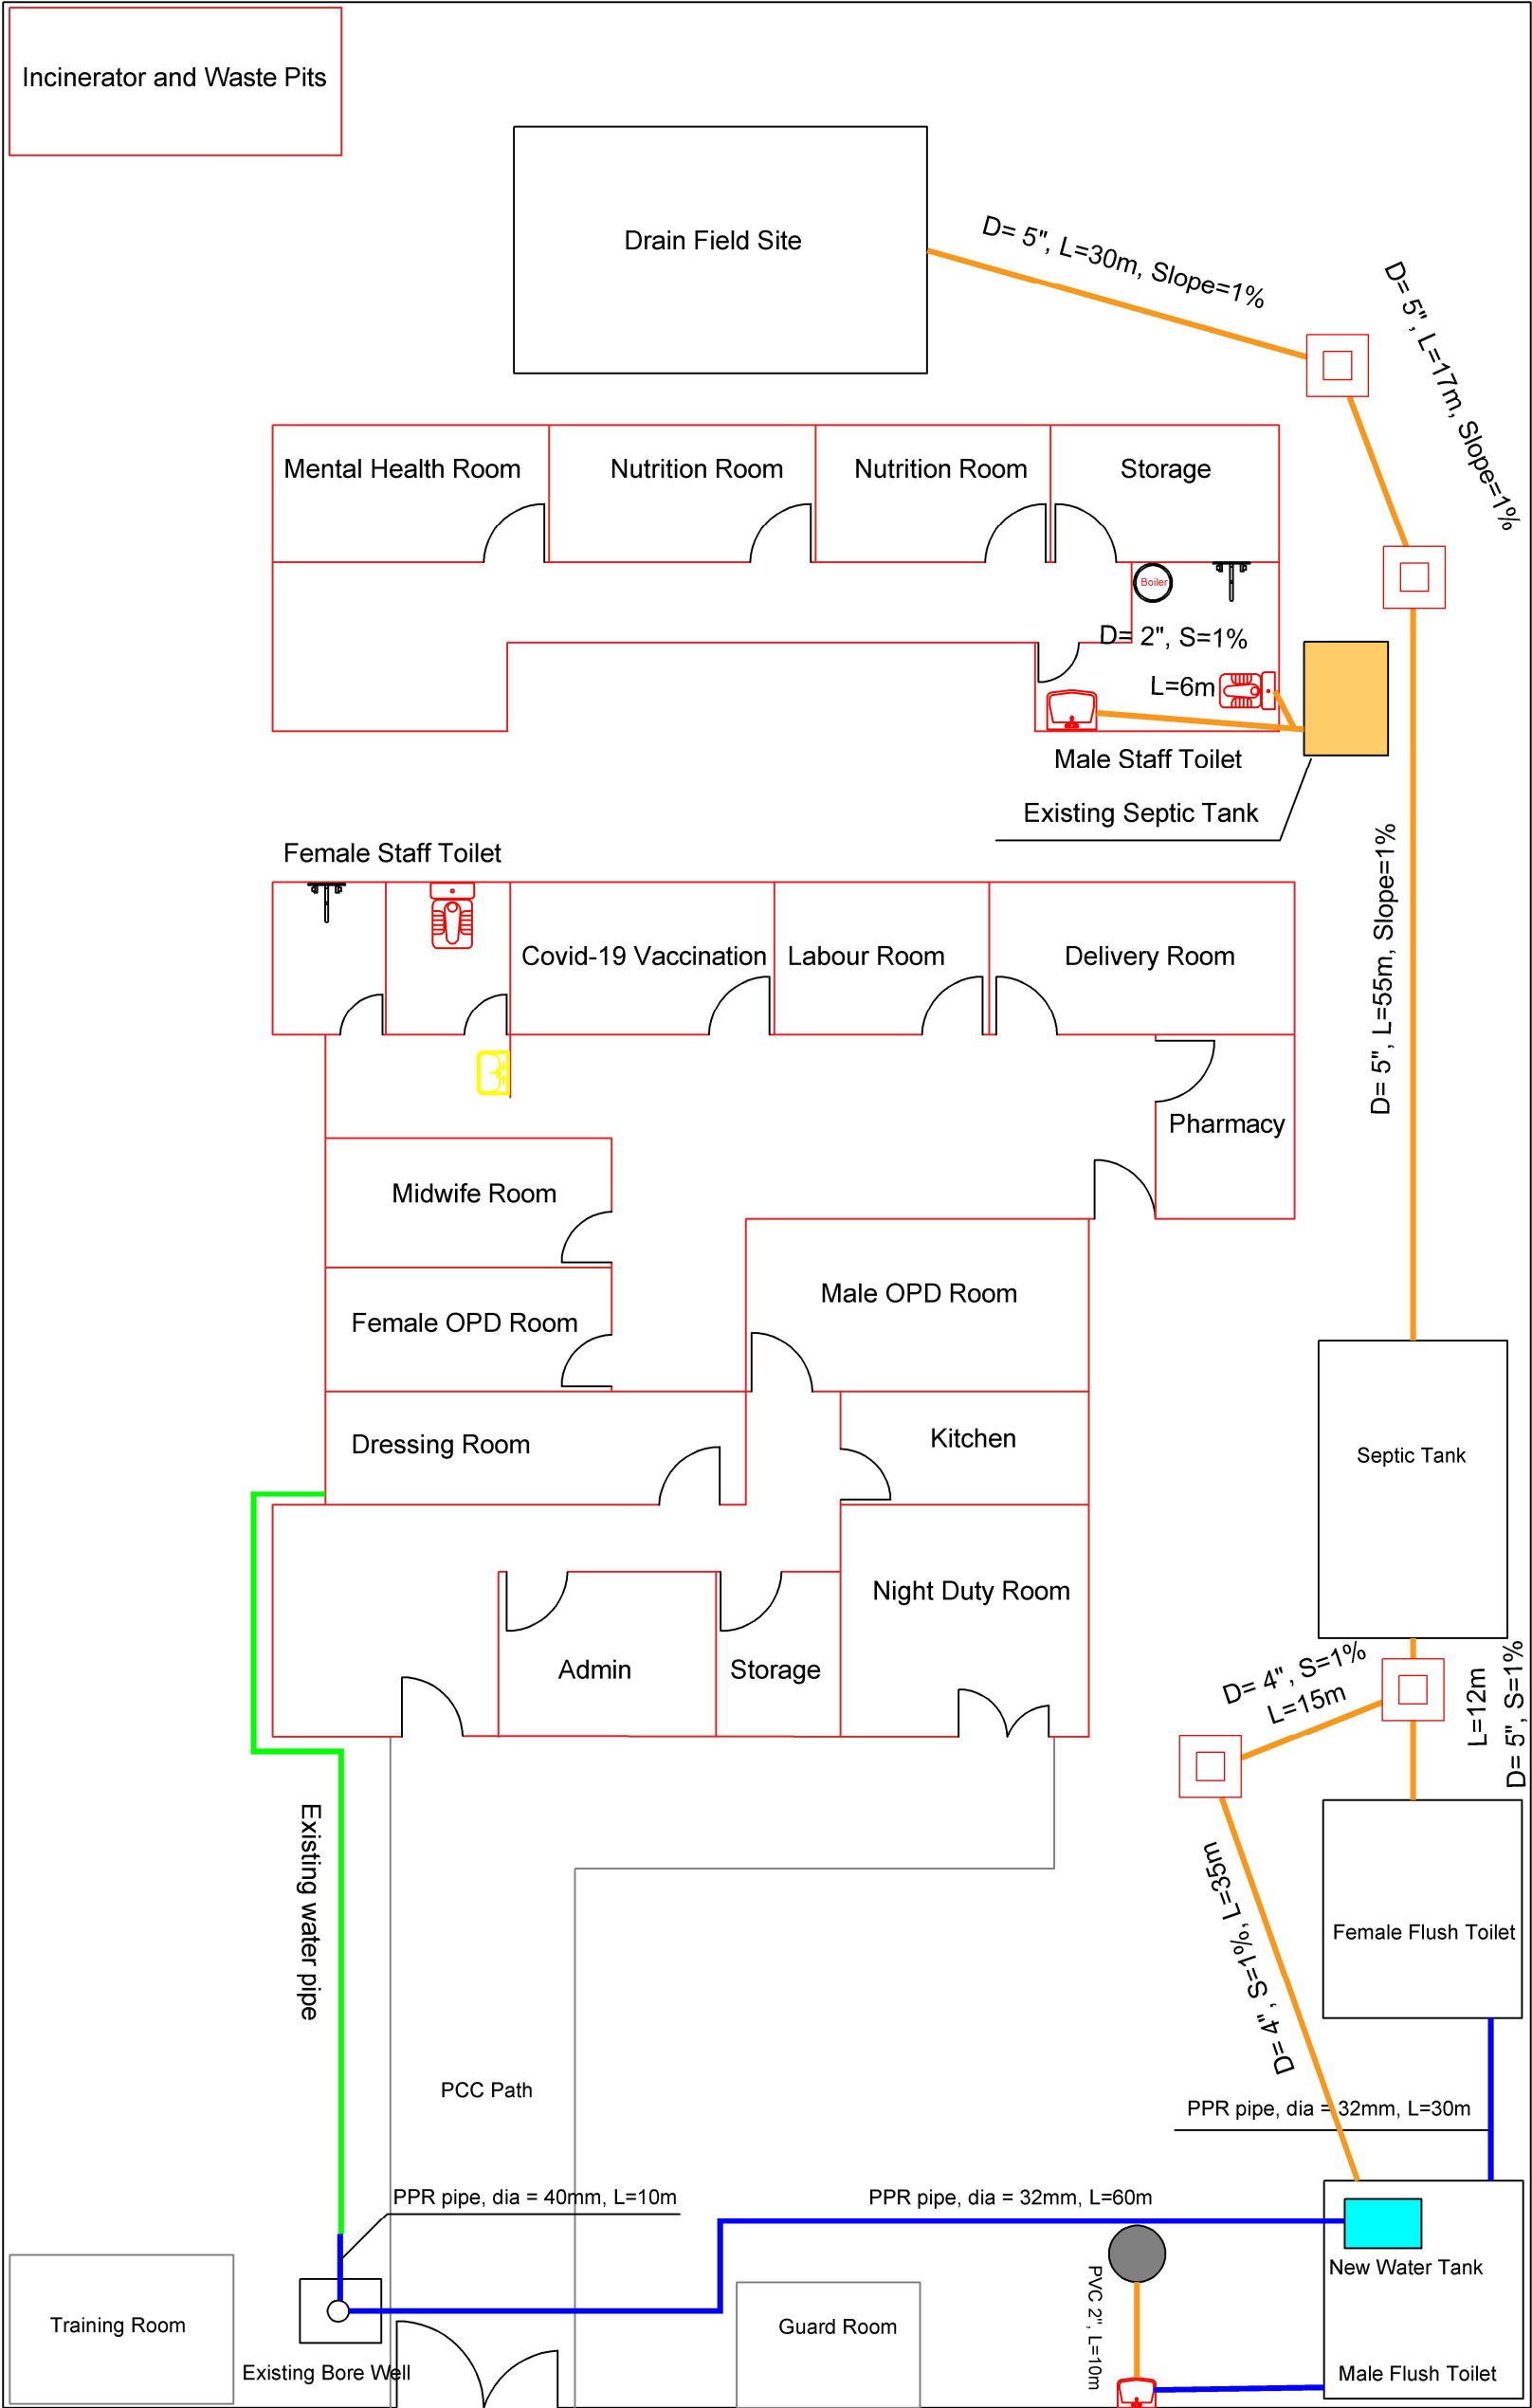 Incinerator and Waste Pits
Drain Field Site
D= 5", L=30m, Slope=1%
D= 5", L=17m, Slope=1%
Mental Health Room
Nutrition Room
Nutrition Room
Storage
Boiler
D= 2", S=1%
L=6m
Male Staff Toilet
Existing Septic Tank
D= 5", L=55m, Slope=1%
Female Staff Toilet
Covid-19 Vaccination
Labour Room
Delivery Room
Pharmacy
Midwife Room
Female OPD Room
Male OPD Room
Dressing Room
Kitchen
Septic Tank
Night Duty Room
Admin
Storage
D= 4", S=1%
L=15m
L=12m
D= 5", S=1%
Existing water pipe
D= 4", S=1%, L=35m
Female Flush Toilet
PCC Path
PPR pipe, dia = 32mm, L=30m
PPR pipe, dia = 40mm, L=10m
PPR pipe, dia = 32mm, L=60m
New Water Tank
PVC 2", L=10m
Training Room
Guard Room
Existing Bore Well
Male Flush Toilet